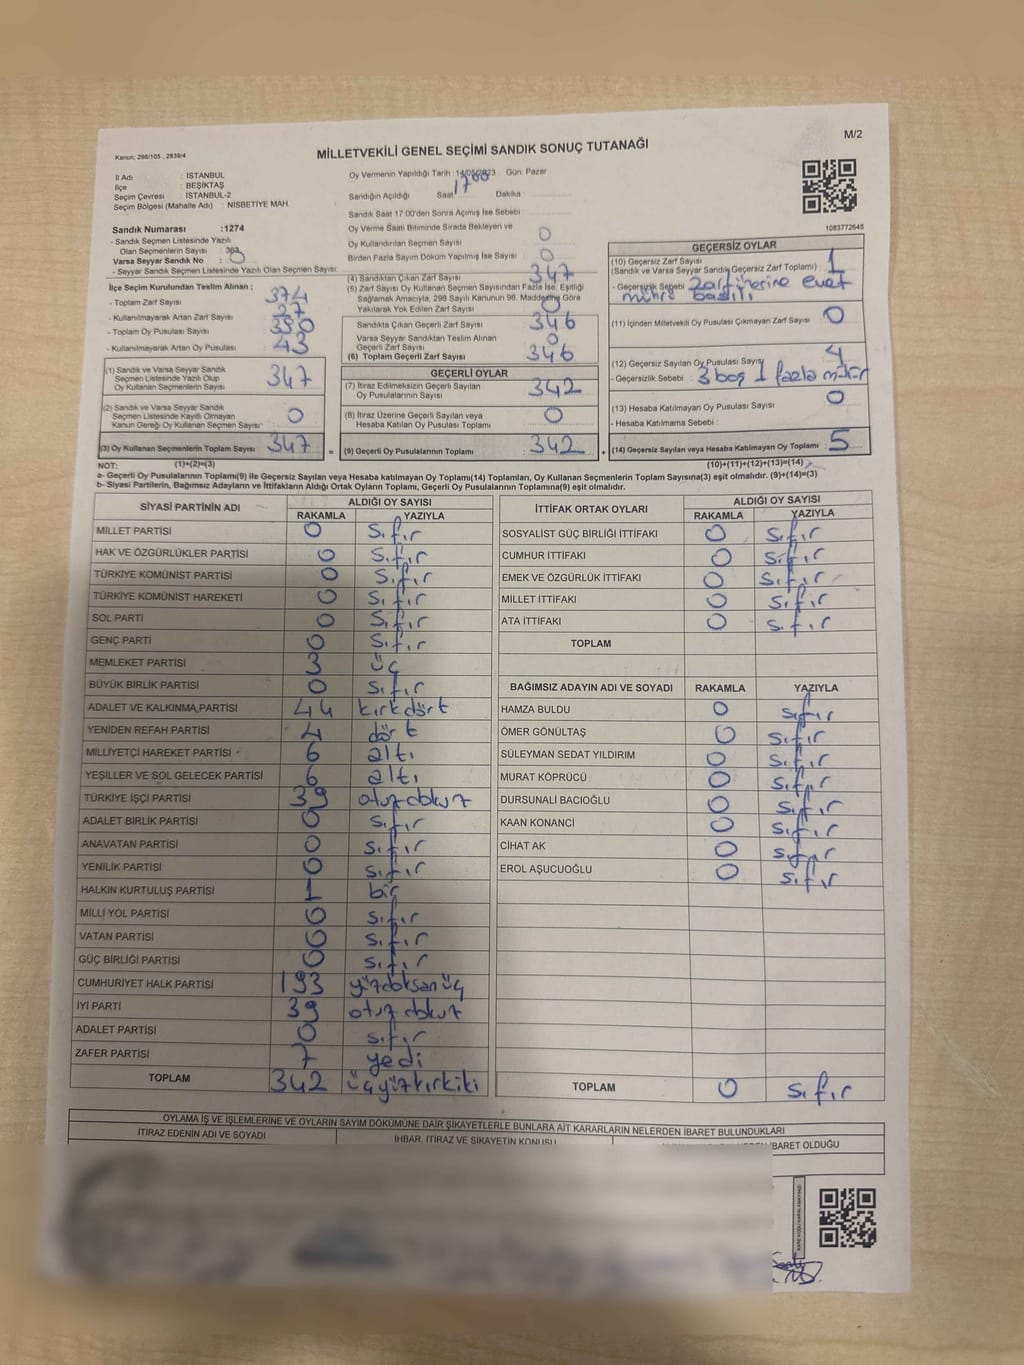 M/2
Kanun; 298/105 , 2839/4
MİLLETVEKİLİ GENEL SEÇİMİ SANDIK SONUÇ TUTANAĞI
İl Adı : İSTANBUL
İlçe : BEŞİKTAŞ
Seçim Çevresi : İSTANBUL-2
Seçim Bölgesi (Mahalle Adı) : NİSBETİYE MAH.
Sandık Numarası :1274
- Sandık Seçmen Listesinde Yazılı
Olan Seçmenlerin Sayısı : 363
Varsa Seyyar Sandık No :
- Seyyar Sandık Seçmen Listesinde Yazılı Olan Seçmen Sayısı:
İlçe Seçim Kurulundan Teslim Alınan ;
- Toplam Zarf Sayısı : 374
- Kullanılmayarak Artan Zarf Sayısı : 27
- Toplam Oy Pusulası Sayısı : 390
- Kullanılmayarak Artan Oy Pusulası : 43
(1) Sandık ve Varsa Seyyar Sandık
Seçmen Listesinde Yazılı Olup
Oy Kullanan Seçmenlerin Sayısı : 347
(2) Sandık ve Varsa Seyyar Sandık
Seçmen Listesinde Kayıtlı Olmayan
Kanun Gereği Oy Kullanan Seçmen Sayısı : 0
(3) Oy Kullanan Seçmenlerin Toplam Sayısı : 347
(1)+(2)=(3)
Oy Vermenin Yapıldığı Tarih :14/05/2023 Gün: Pazar
Sandığın Açıldığı Saat: 17 00 Dakika :
Sandık Saat 17:00'den Sonra Açılmış İse Sebebi :
Oy Verme Saati Bitiminde Sırada Bekleyen ve
Oy Kullandırılan Seçmen Sayısı : 0
Birden Fazla Sayım Döküm Yapılmış İse Sayısı : 0
(4) Sandıktan Çıkan Zarf Sayısı : 347
(5) Zarf Sayısı Oy Kullanan Seçmen Sayısından Fazla İse, Eşitliği
Sağlamak Amacıyla, 298 Sayılı Kanunun 98. Maddesine Göre
Yakılarak Yok Edilen Zarf Sayısı : 0
Sandıkta Çıkan Geçerli Zarf Sayısı : 346
Varsa Seyyar Sandıktan Teslim Alınan
Geçerli Zarf Sayısı : 0
(6) Toplam Geçerli Zarf Sayısı : 346
GEÇERLİ OYLAR
(7) İtiraz Edilmeksizin Geçerli Sayılan
Oy Pusulalarının Sayısı : 342
(8) İtiraz Üzerine Geçerli Sayılan veya
Hesaba Katılan Oy Pusulası Toplamı : 0
(9) Geçerli Oy Pusulalarının Toplamı : 342
1083772648
GEÇERSİZ OYLAR
(10) Geçersiz Zarf Sayısı
(Sandık ve Varsa Seyyar Sandık Geçersiz Zarf Toplamı) : 1
- Geçersizlik Sebebi : zarf üzerine evet
mührü basılı
(11) İçinden Milletvekili Oy Pusulası Çıkmayan Zarf Sayısı : 0
(12) Geçersiz Sayılan Oy Pusulası Sayısı : 4
- Geçersizlik Sebebi : 3 boş 1 fazla mühür
(13) Hesaba Katılmayan Oy Pusulası Sayısı : 0
- Hesaba Katılmama Sebebi :
(14) Geçersiz Sayılan veya Hesaba Katılmayan Oy Toplamı : 5
(10)+(11)+(12)+(13)=(14)
NOT:
a- Geçerli Oy Pusulalarının Toplamı(9) ile Geçersiz Sayılan veya Hesaba katılmayan Oy Toplamı(14) Toplamları, Oy Kullanan Seçmenlerin Toplam Sayısına(3) eşit olmalıdır. (9)+(14)=(3)
b- Siyasi Partilerin, Bağımsız Adayların ve İttifakların Aldığı Ortak Oyların Toplamı, Geçerli Oy Pusulalarının Toplamına(9) eşit olmalıdır.
SİYASİ PARTİNİN ADI ALDIĞI OY SAYISI
RAKAMLA YAZIYLA
MİLLET PARTİSİ 0 sıfır
HAK VE ÖZGÜRLÜKLER PARTİSİ 0 sıfır
TÜRKİYE KOMÜNİST PARTİSİ 0 sıfır
TÜRKİYE KOMÜNİST HAREKETİ 0 sıfır
SOL PARTİ 0 sıfır
GENÇ PARTİ 0 sıfır
MEMLEKET PARTİSİ 3 üç
BÜYÜK BİRLİK PARTİSİ 0 sıfır
ADALET VE KALKINMA PARTİSİ 44 kırkdört
YENİDEN REFAH PARTİSİ 4 dört
MİLLİYETÇİ HAREKET PARTİSİ 6 altı
YEŞİLLER VE SOL GELECEK PARTİSİ 6 altı
TÜRKİYE İŞÇİ PARTİSİ 39 otuzdokuz
ADALET BİRLİK PARTİSİ 0 sıfır
ANAVATAN PARTİSİ 0 sıfır
YENİLİK PARTİSİ 0 sıfır
HALKIN KURTULUŞ PARTİSİ 1 bir
MİLLİ YOL PARTİSİ 0 sıfır
VATAN PARTİSİ 0 sıfır
GÜÇ BİRLİĞİ PARTİSİ 0 sıfır
CUMHURİYET HALK PARTİSİ 193 yüzdoksanüç
İYİ PARTİ 39 otuzdokuz
ADALET PARTİSİ 0 sıfır
ZAFER PARTİSİ 7 yedi
TOPLAM 342 üçyüzkırkiki
İTTİFAK ORTAK OYLARI ALDIĞI OY SAYISI
RAKAMLA YAZIYLA
SOSYALİST GÜÇ BİRLİĞİ İTTİFAKI 0 sıfır
CUMHUR İTTİFAKI 0 sıfır
EMEK VE ÖZGÜRLÜK İTTİFAKI 0 sıfır
MİLLET İTTİFAKI 0 sıfır
ATA İTTİFAKI 0 sıfır
TOPLAM
BAĞIMSIZ ADAYIN ADI VE SOYADI RAKAMLA YAZIYLA
HAMZA BULDU 0 sıfır
ÖMER GÖNÜLTAŞ 0 sıfır
SÜLEYMAN SEDAT YILDIRIM 0 sıfır
MURAT KÖPRÜCÜ 0 sıfır
DURSUNALİ BACIOĞLU 0 sıfır
KAAN KONANCİ 0 sıfır
CİHAT AK 0 sıfır
EROL AŞUCUOĞLU 0 sıfır
TOPLAM 0 sıfır
OYLAMA İŞ VE İŞLEMLERİNE VE OYLARIN SAYIM DÖKÜMÜNE DAİR ŞİKAYETLERLE BUNLARA AİT KARARLARIN NELERDEN İBARET BULUNDUKLARI
İTİRAZ EDENİN ADI VE SOYADI İHBAR, İTİRAZ VE ŞİKAYETİN KONUSU İBARET OLDUĞU